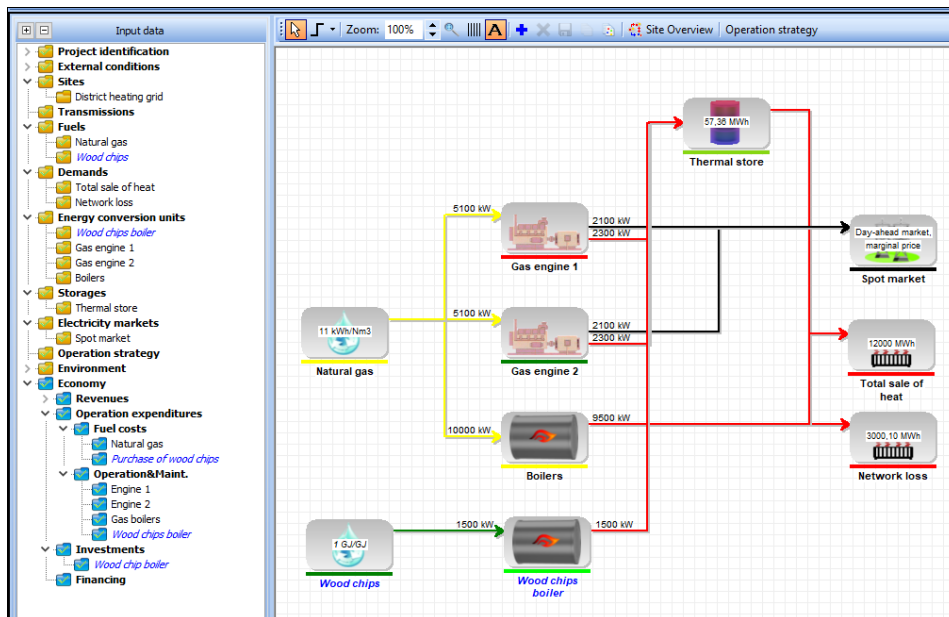 Input data
Project identification
External conditions
Sites
District heating grid
Transmissions
Fuels
Natural gas
Wood chips
Demands
Total sale of heat
Network loss
Energy conversion units
Wood chips boiler
Gas engine 1
Gas engine 2
Boilers
Storages
Thermal store
Electricity markets
Spot market
Operation strategy
Environment
Economy
Revenues
Operation expenditures
Fuel costs
Natural gas
Purchase of wood chips
Operation&Maint.
Engine 1
Engine 2
Gas boilers
Wood chips boiler
Investments
Wood chip boiler
Financing
Zoom: 100% A Site Overview Operation strategy
57,36 MWh
Thermal store
5100 kW
2100 kW
2300 kW
Gas engine 1
Day-ahead market,
marginal price
Spot market
11 kWh/Nm3
Natural gas
5100 kW
2100 kW
2300 kW
Gas engine 2
12000 MWh
Total sale of
heat
10000 kW
9500 kW
Boilers
3000,10 MWh
Network loss
1 GJ/GJ
Wood chips
1500 kW
1500 kW
Wood chips
boiler